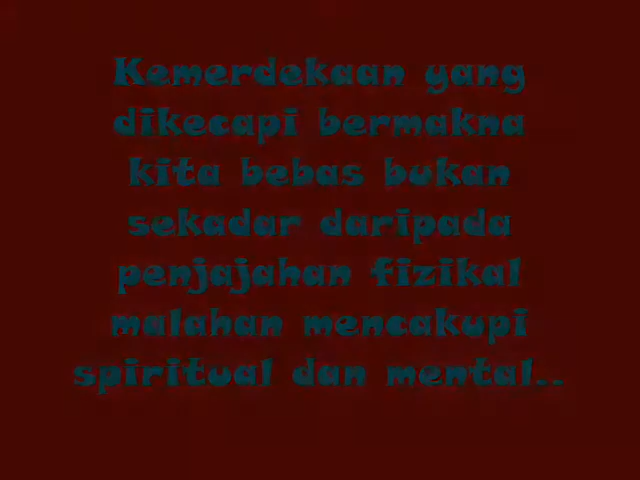 Kemerdekaan yang
dikecapi bermakna
kita bebas bukan
sekadar daripada
penjajahan fizikal
malahan mencakupi
spiritual dan mental..